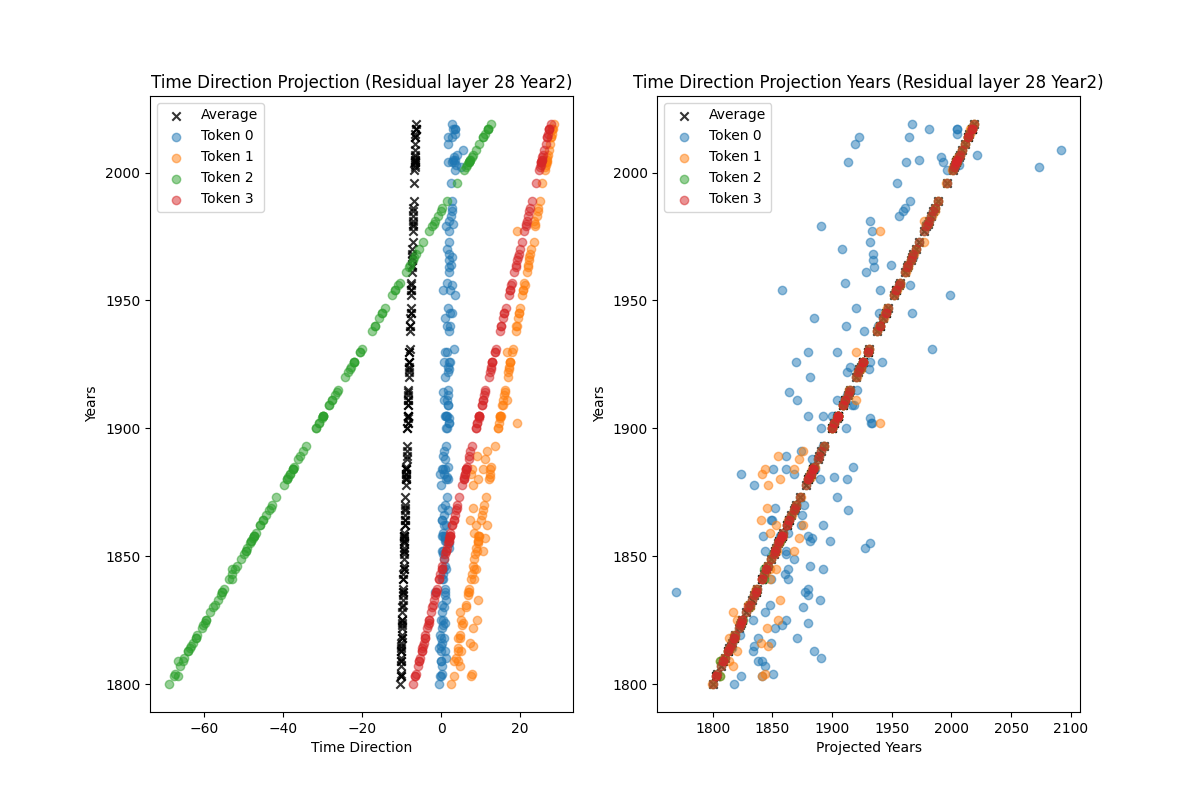 Time Direction Projection (Residual layer 28 Year2)
Average
Token 0
Token 1
Token 2
Token 3
2000
1950
1900
1850
1800
Years
−60
−40
−20
0
20
Time Direction
Time Direction Projection Years (Residual layer 28 Year2)
Average
Token 0
Token 1
Token 2
Token 3
2000
1950
1900
1850
1800
Years
1800
1850
1900
1950
2000
2050
2100
Projected Years